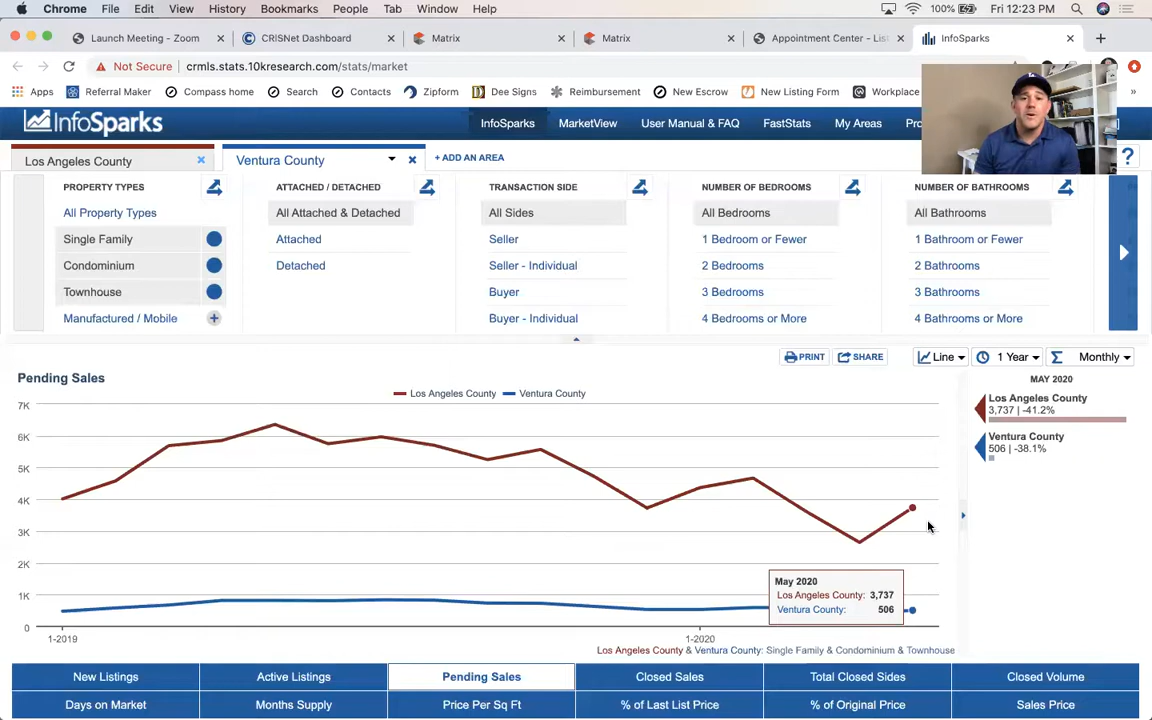 Chrome File Edit View History Bookmarks People Tab Window Help 100% Fri 12:23 PM
Launch Meeting - Zoom × CRISNet Dashboard × Matrix × Matrix × Appointment Center - List × InfoSparks × +
Not Secure crmls.stats.10kresearch.com/stats/market
Apps Referral Maker Compass home Search Contacts Zipform Dee Signs Reimbursement New Escrow New Listing Form Workplace »
InfoSparks InfoSparks MarketView User Manual & FAQ FastStats My Areas
Los Angeles County × Ventura County × + ADD AN AREA ?
PROPERTY TYPES ATTACHED / DETACHED TRANSACTION SIDE NUMBER OF BEDROOMS NUMBER OF BATHROOMS
All Property Types All Attached & Detached All Sides All Bedrooms All Bathrooms
Single Family Attached Seller 1 Bedroom or Fewer 1 Bathroom or Fewer
Condominium Detached Seller - Individual 2 Bedrooms 2 Bathrooms
Townhouse Buyer 3 Bedrooms 3 Bathrooms
Manufactured / Mobile + Buyer - Individual 4 Bedrooms or More 4 Bathrooms or More
PRINT SHARE Line 1 Year Σ Monthly
Pending Sales
Los Angeles County Ventura County
7K
6K
5K
4K
3K
2K
0
1-2019 1-2020
May 2020
Los Angeles County: 3,737
Ventura County: 506
Los Angeles County & Ventura County: Single Family & Condominium & Townhouse
MAY 2020
Los Angeles County
3,737 | -41.2%
Ventura County
506 | -38.1%
New Listings Active Listings Pending Sales Closed Sales Total Closed Sides Closed Volume
Days on Market Months Supply Price Per Sq Ft % of Last List Price % of Original Price Sales Price